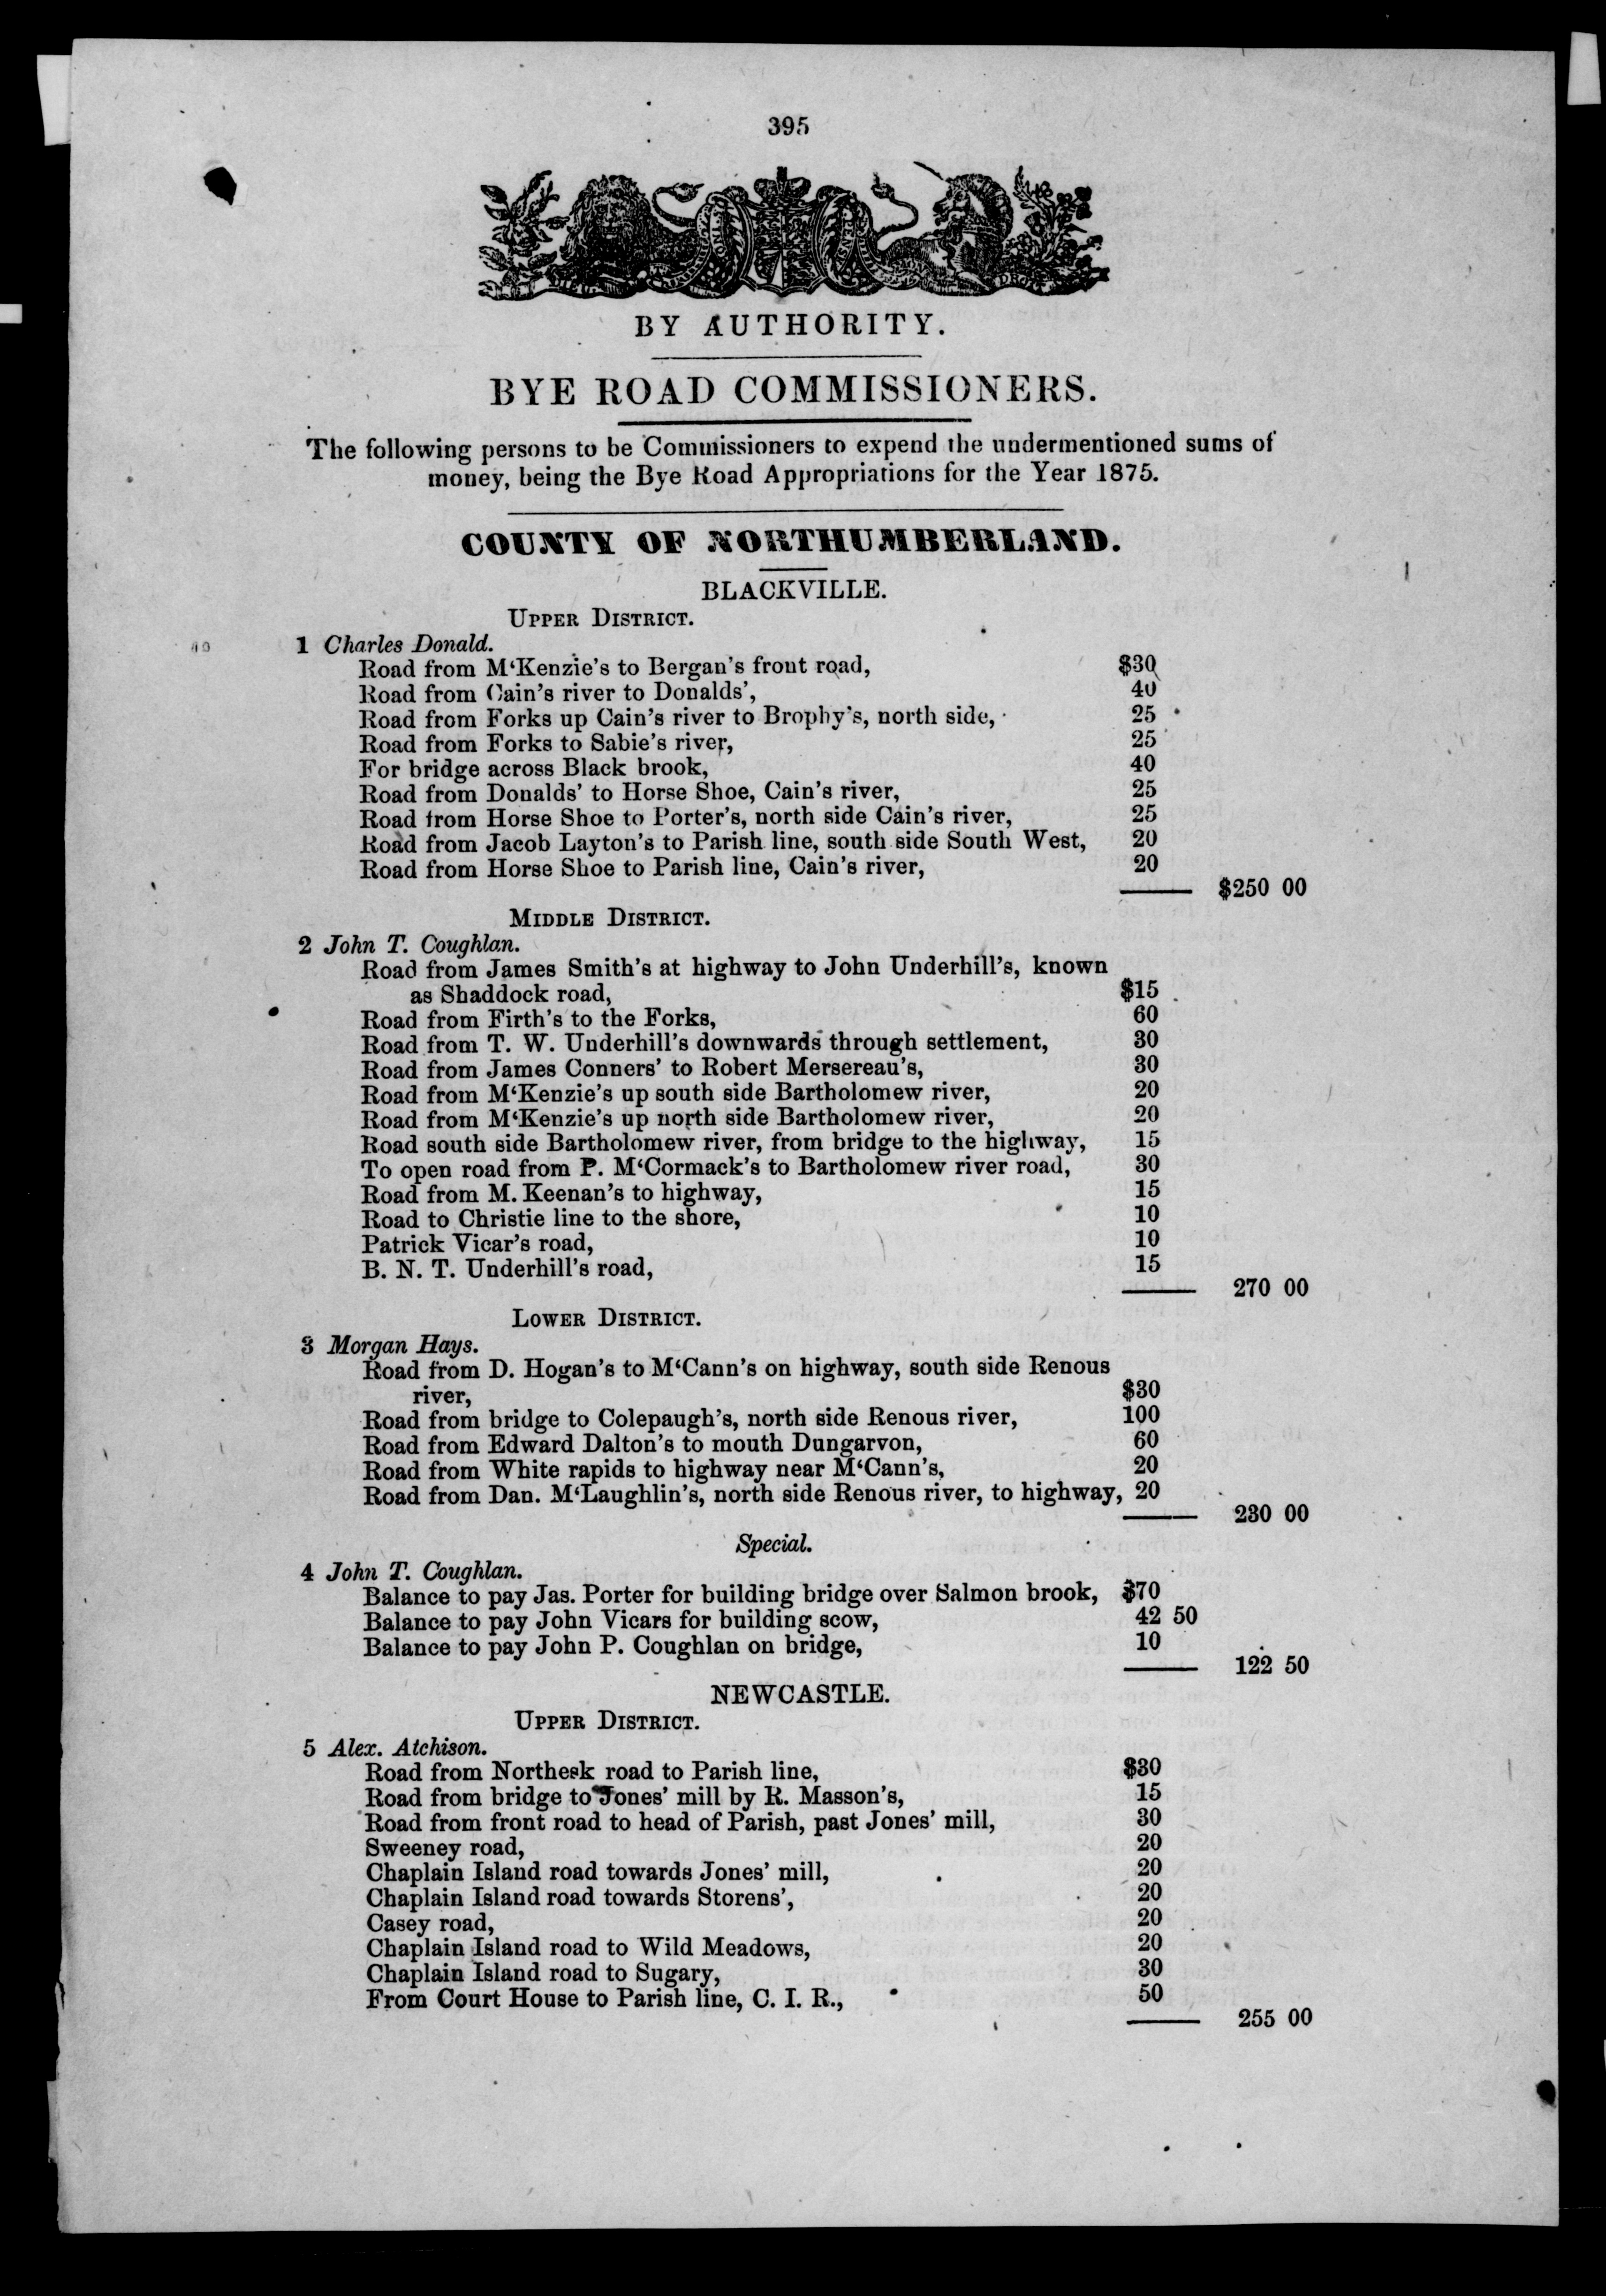 395
BY AUTHORITY.
BYE ROAD COMMISSIONERS.
The following persons to be Commissioners to expend the undermentioned sums of
money, being the Bye Road Appropriations for the Year 1875.
COUNTY OF NORTHUMBERLAND.
BLACKVILLE.
UPPER DISTRICT.
1 Charles Donald.
Road from M‘Kenzie's to Bergan's front road, $30
Road from Cain's river to Donalds', 40
Road from Forks up Cain's river to Brophy's, north side, 25
Road from Forks to Sabie's river, 25
For bridge across Black brook, 40
Road from Donalds' to Horse Shoe, Cain's river, 25
Road from Horse Shoe to Porter's, north side Cain's river, 25
Road from Jacob Layton's to Parish line, south side South West, 20
Road from Horse Shoe to Parish line, Cain's river, 20
$250 00
MIDDLE DISTRICT.
2 John T. Coughlan.
Road from James Smith's at highway to John Underhill's, known
as Shaddock road, $15
Road from Firth's to the Forks, 60
Road from T. W. Underhill's downwards through settlement, 30
Road from James Conners' to Robert Mersereau's, 30
Road from M‘Kenzie's up south side Bartholomew river, 20
Road from M‘Kenzie's up north side Bartholomew river, 20
Road south side Bartholomew river, from bridge to the highway, 15
To open road from P. M‘Cormack's to Bartholomew river road, 30
Road from M. Keenan's to highway, 15
Road to Christie line to the shore, 10
Patrick Vicar's road, 10
B. N. T. Underhill's road, 15
270 00
LOWER DISTRICT.
3 Morgan Hays.
Road from D. Hogan's to M‘Cann's on highway, south side Renous
river, $30
Road from bridge to Colepaugh's, north side Renous river, 100
Road from Edward Dalton's to mouth Dungarvon, 60
Road from White rapids to highway near M‘Cann's, 20
Road from Dan. M‘Laughlin's, north side Renous river, to highway, 20
230 00
Special.
4 John T. Coughlan.
Balance to pay Jas. Porter for building bridge over Salmon brook, $70
Balance to pay John Vicars for building scow, 42 50
Balance to pay John P. Coughlan on bridge, 10
122 50
NEWCASTLE.
UPPER DISTRICT.
5 Alex. Atchison.
Road from Northesk road to Parish line, $30
Road from bridge to Jones' mill by R. Masson's, 15
Road from front road to head of Parish, past Jones' mill, 30
Sweeney road, 20
Chaplain Island road towards Jones' mill, 20
Chaplain Island road towards Storens', 20
Casey road, 20
Chaplain Island road to Wild Meadows, 20
Chaplain Island road to Sugary, 30
From Court House to Parish line, C. I. R., 50
255 00